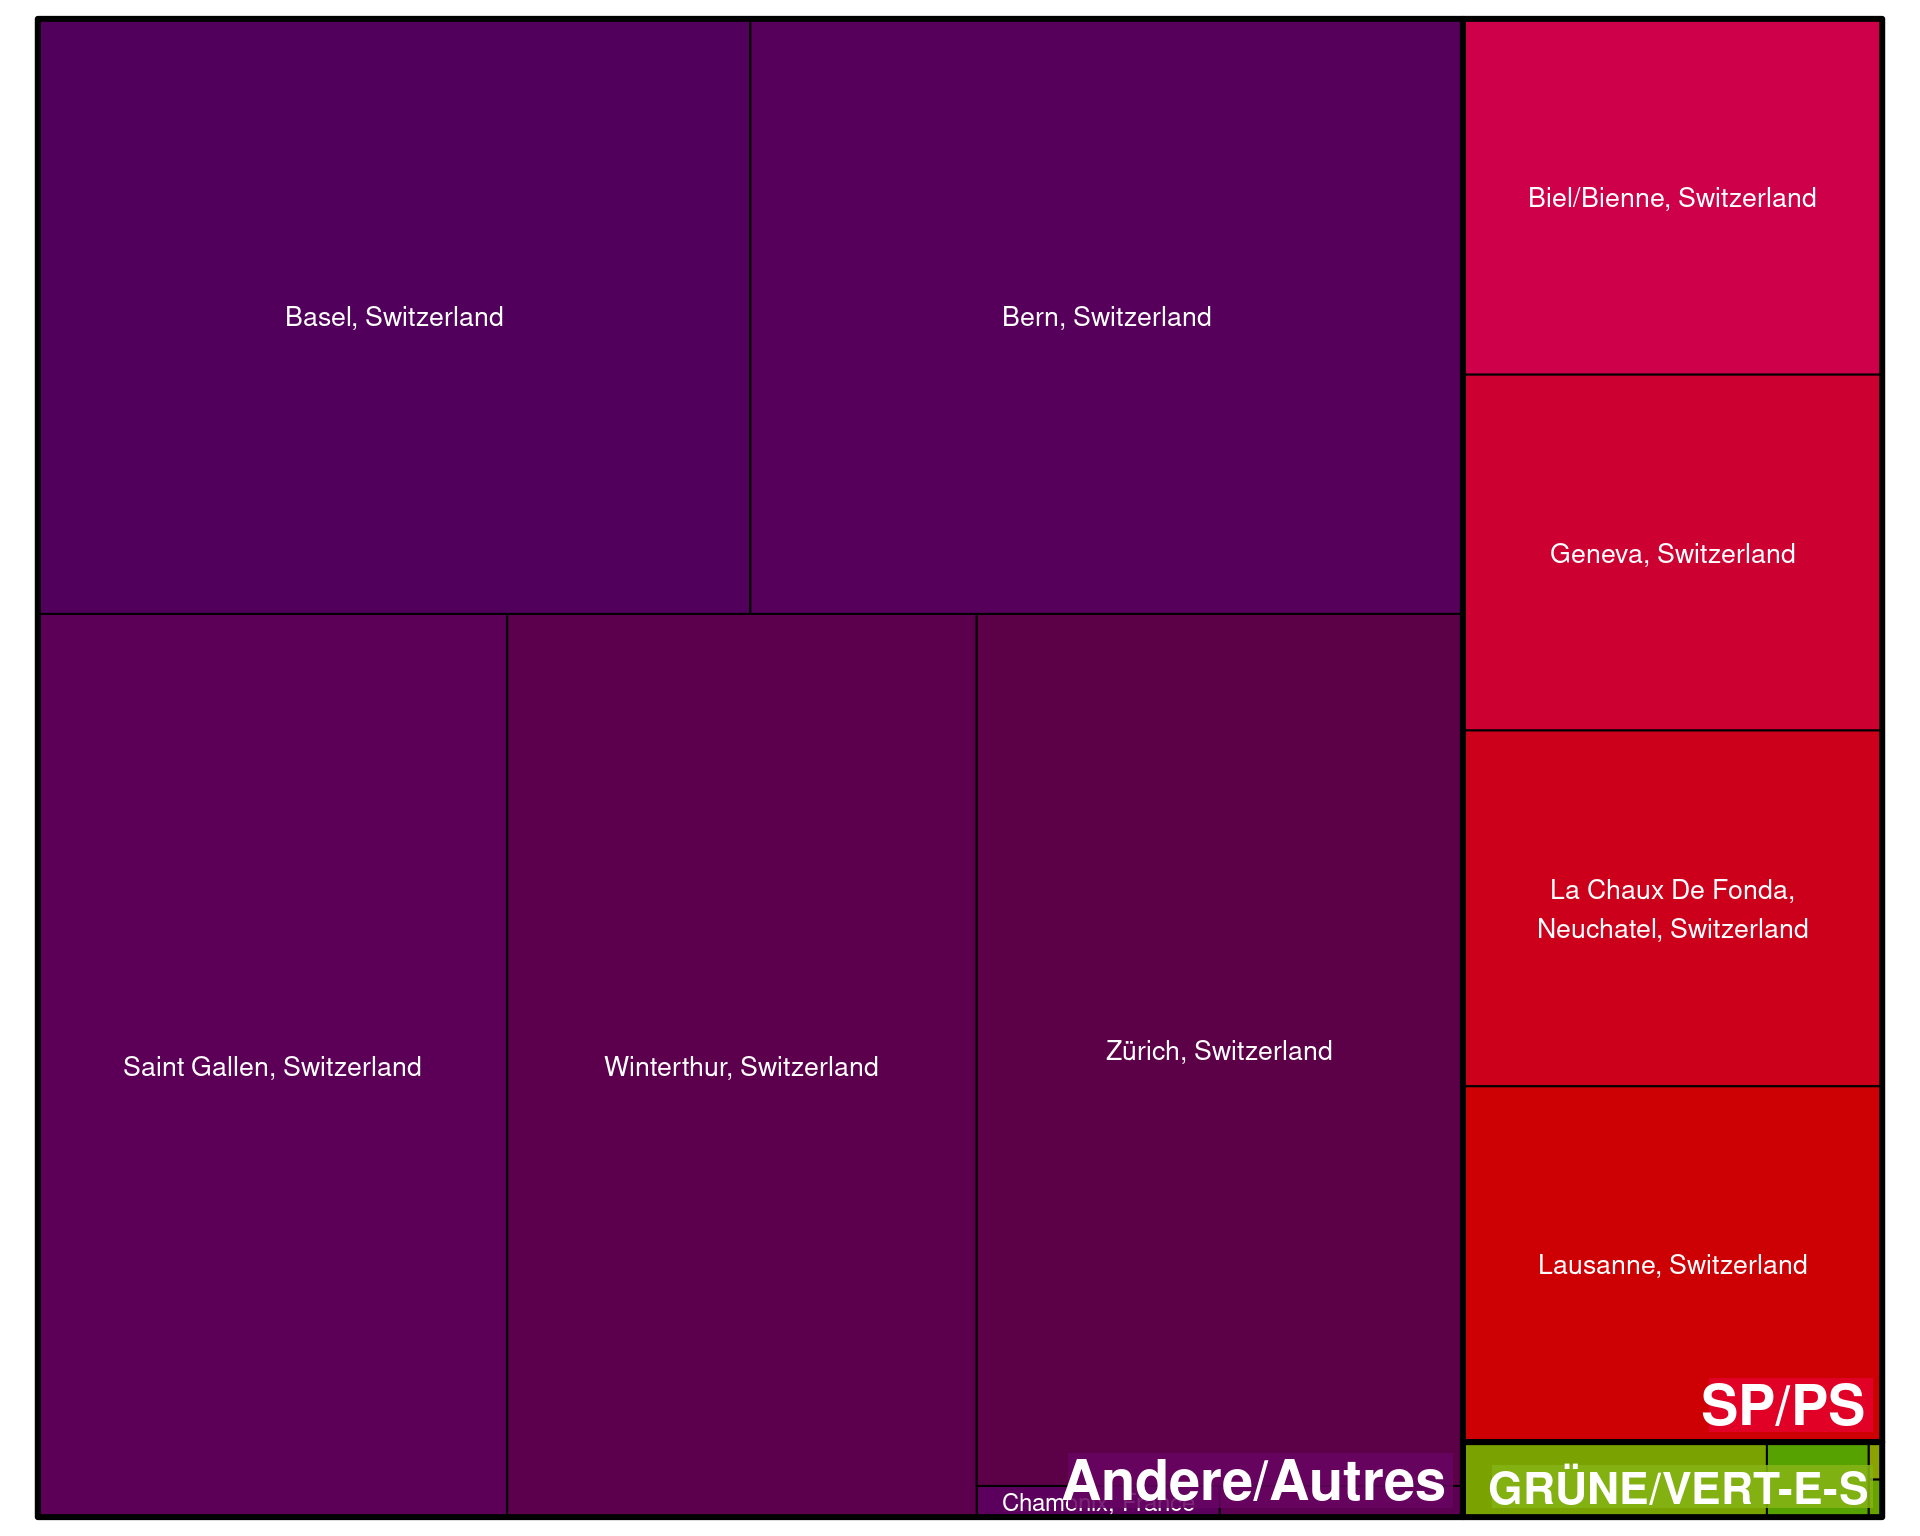 Basel, Switzerland
Bern, Switzerland
Biel/Bienne, Switzerland
Geneva, Switzerland
La Chaux De Fonda,
Neuchatel, Switzerland
Saint Gallen, Switzerland
Winterthur, Switzerland
Zürich, Switzerland
Lausanne, Switzerland
SP/PS
Andere/Autres
GRÜNE/VERT-E-S
Chamonix, France